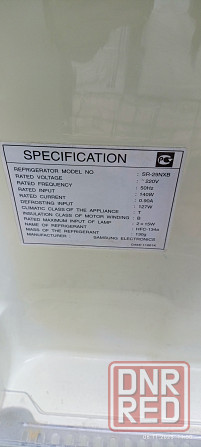 SPECIFICATION
REFRIGERATOR MODEL NO : SR-29NXB
RATED VOLTAGE : ~ 220V
RATED FREQUENCY : 50Hz
RATED INPUT : 140W
RATED CURRENT : 0.90A
DEFROSTING INPUT : 127W
CLIMATIC CLASS OF THE APPLIANCE : T
INSULATION CLASS OF MOTOR WINDING : B
RATED MAXIMUM INPUT OF LAMP : 2 x 15W
NAME OF REFRIGERANT : HFC-134a
MASS OF THE REFRIGERANT : 130g
MANUFACTURER : SAMSUNG ELECTRONICS
DNR
RED